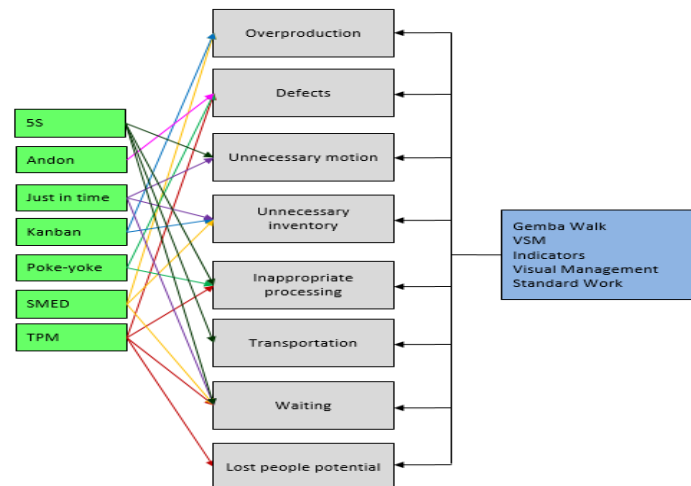 5S
Andon
Just in time
Kanban
Poke-yoke
SMED
TPM
Overproduction
Defects
Unnecessary motion
Unnecessary
inventory
Inappropriate
processing
Transportation
Waiting
Lost people potential
Gemba Walk
VSM
Indicators
Visual Management
Standard Work